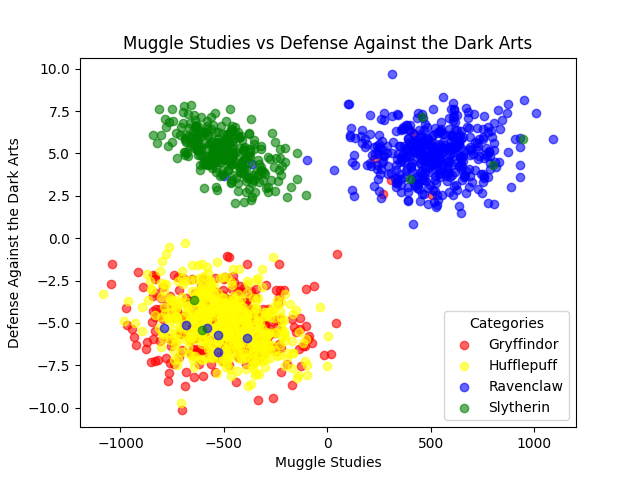 Muggle Studies vs Defense Against the Dark Arts
Defense Against the Dark Arts
10.0
7.5
5.0
2.5
0.0
−2.5
−5.0
−7.5
−10.0
Categories
Gryffindor
Hufflepuff
Ravenclaw
Slytherin
−1000
−500
0
500
1000
Muggle Studies